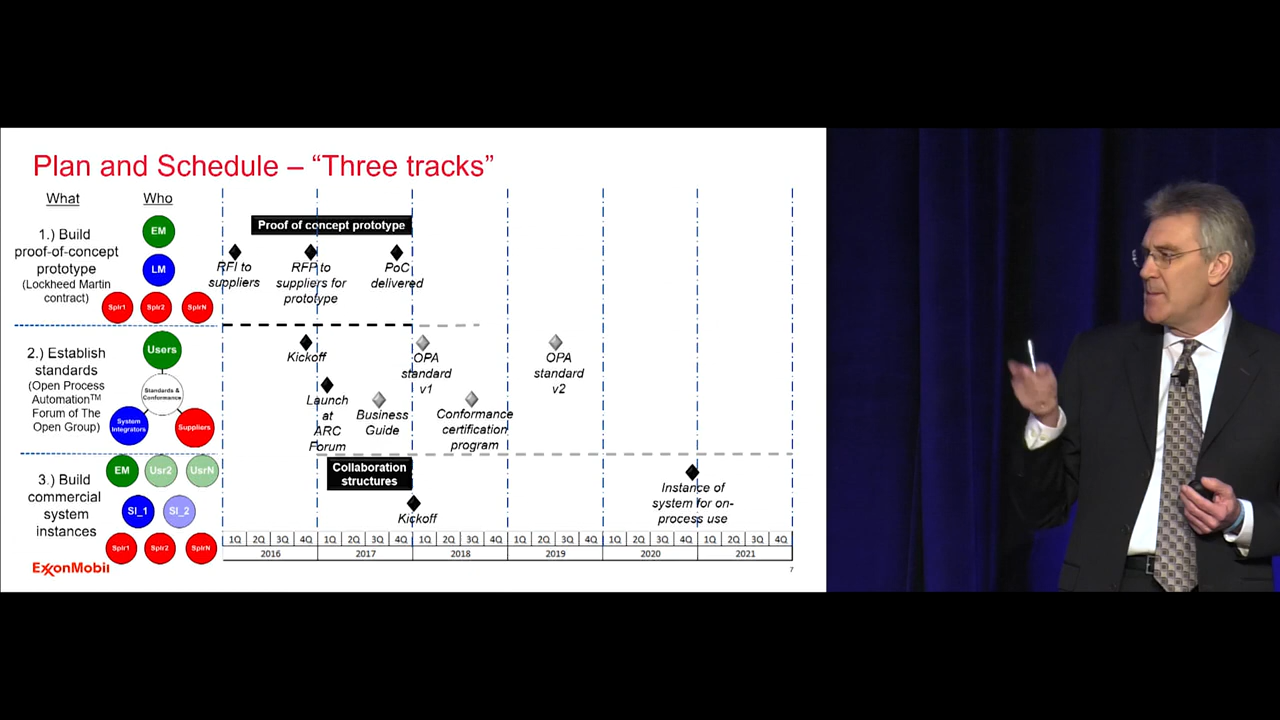 Plan and Schedule – “Three tracks”
What
Who
1.) Build
proof-of-concept
prototype
(Lockheed Martin
contract)
EM
LM
Splr1
Splr2
SplrN
Proof of concept prototype
RFI to
suppliers
RFP to
suppliers for
prototype
PoC
delivered
2.) Establish
standards
(Open Process
Automation™
Forum of The
Open Group)
Users
Standards &
Conformance
System
Integrators
Suppliers
Kickoff
Launch
at
ARC
Forum
Business
Guide
OPA
standard
v1
Conformance
certification
program
OPA
standard
v2
3.) Build
commercial
system
instances
EM
Usr2
UsrN
SI_1
SI_2
Splr1
Splr2
SplrN
Collaboration
structures
Kickoff
Instance of
system for on-
process use
1Q 2Q 3Q 4Q 1Q 2Q 3Q 4Q 1Q 2Q 3Q 4Q 1Q 2Q 3Q 4Q 1Q 2Q 3Q 4Q 1Q 2Q 3Q 4Q
2016 2017 2018 2019 2020 2021
ExxonMobil
7